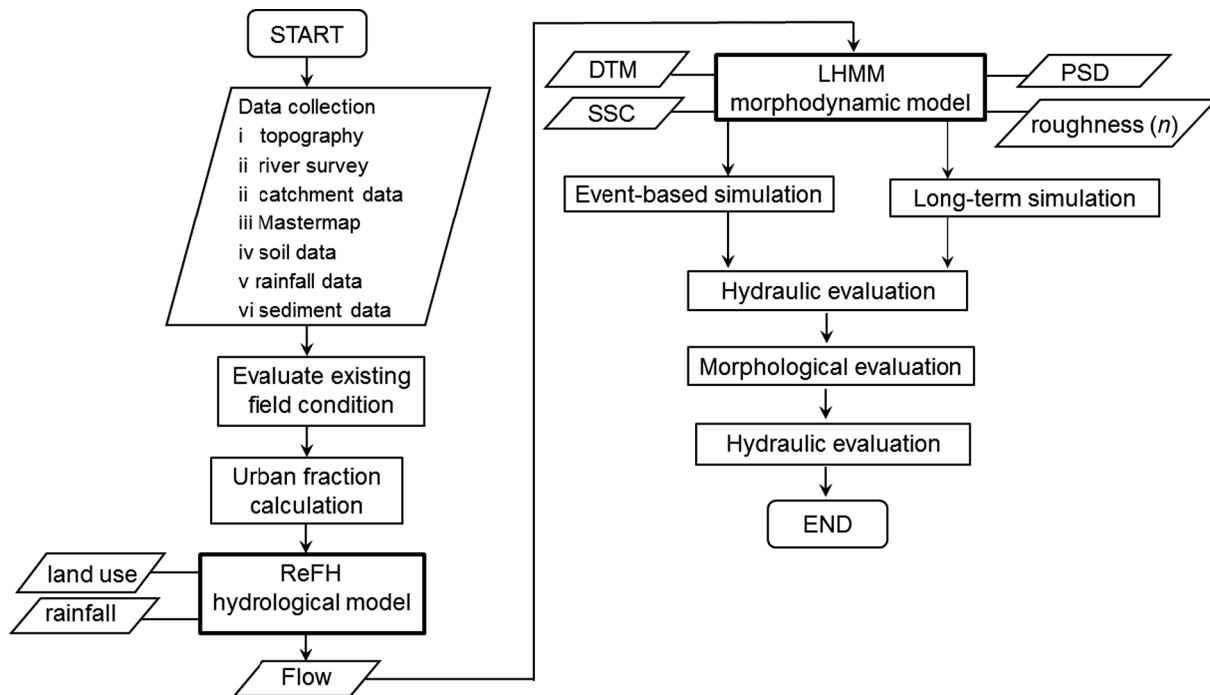 START
Data collection
i topography
ii river survey
ii catchment data
iii Mastermap
iv soil data
v rainfall data
vi sediment data
Evaluate existing
field condition
Urban fraction
calculation
land use
rainfall
ReFH
hydrological model
Flow
DTM
SSC
LHMM
morphodynamic model
PSD
roughness (n)
Event-based simulation
Long-term simulation
Hydraulic evaluation
Morphological evaluation
Hydraulic evaluation
END